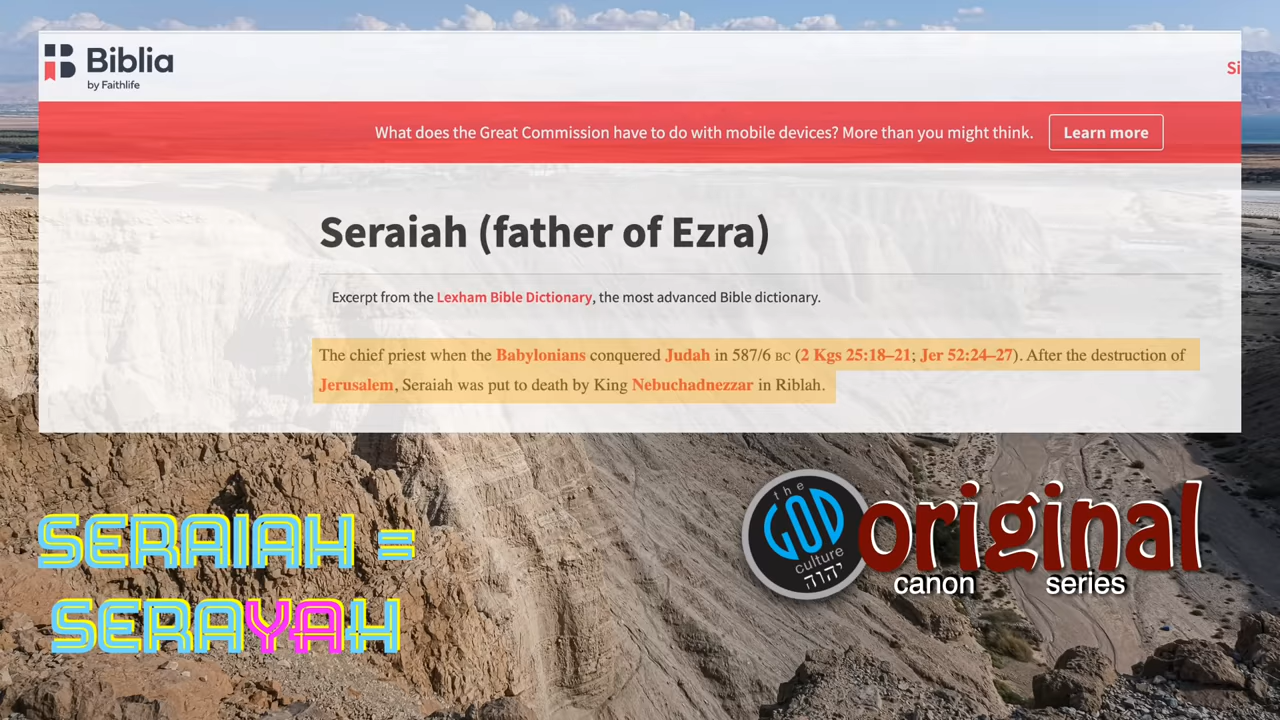 Biblia
by Faithlife
Si
What does the Great Commission have to do with mobile devices? More than you might think.
Learn more
Seraiah (father of Ezra)
Excerpt from the Lexham Bible Dictionary, the most advanced Bible dictionary.
The chief priest when the Babylonians conquered Judah in 587/6 BC (2 Kgs 25:18–21; Jer 52:24–27). After the destruction of
Jerusalem, Seraiah was put to death by King Nebuchadnezzar in Riblah.
SERAIAH =
SERAYAH
the
GOD
culture
יהוה
original
canon series